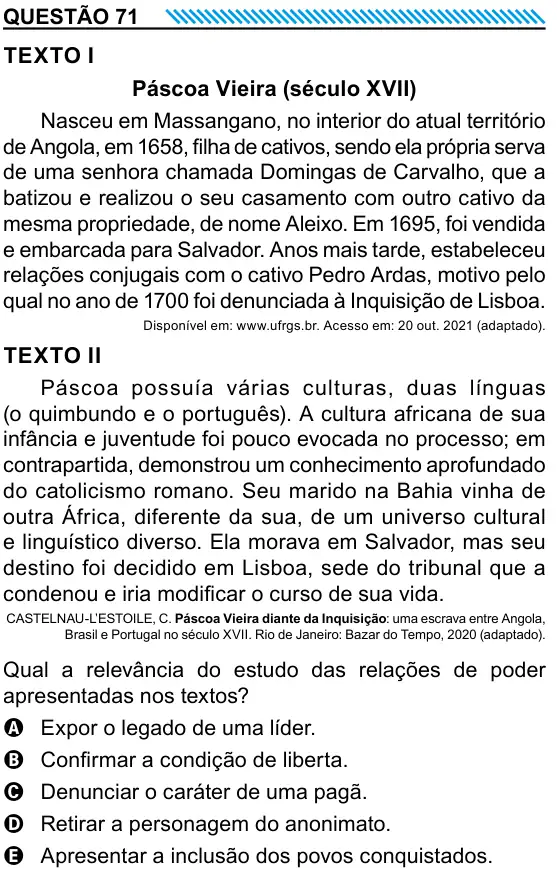 QUESTÃO 71
TEXTO I
Páscoa Vieira (século XVII)
Nasceu em Massangano, no interior do atual território
de Angola, em 1658, filha de cativos, sendo ela própria serva
de uma senhora chamada Domingas de Carvalho, que a
batizou e realizou o seu casamento com outro cativo da
mesma propriedade, de nome Aleixo. Em 1695, foi vendida
e embarcada para Salvador. Anos mais tarde, estabeleceu
relações conjugais com o cativo Pedro Ardas, motivo pelo
qual no ano de 1700 foi denunciada à Inquisição de Lisboa.
Disponível em: www.ufrgs.br. Acesso em: 20 out. 2021 (adaptado).
TEXTO II
Páscoa possuía várias culturas, duas línguas
(o quimbundo e o português). A cultura africana de sua
infância e juventude foi pouco evocada no processo; em
contrapartida, demonstrou um conhecimento aprofundado
do catolicismo romano. Seu marido na Bahia vinha de
outra África, diferente da sua, de um universo cultural
e linguístico diverso. Ela morava em Salvador, mas seu
destino foi decidido em Lisboa, sede do tribunal que a
condenou e iria modificar o curso de sua vida.
CASTELNAU-L'ESTOILE, C. Páscoa Vieira diante da Inquisição: uma escrava entre Angola,
Brasil e Portugal no século XVII. Rio de Janeiro: Bazar do Tempo, 2020 (adaptado).
Qual a relevância do estudo das relações de poder
apresentadas nos textos?
A Expor o legado de uma líder.
B Confirmar a condição de liberta.
C Denunciar o caráter de uma pagã.
D Retirar a personagem do anonimato.
E Apresentar a inclusão dos povos conquistados.